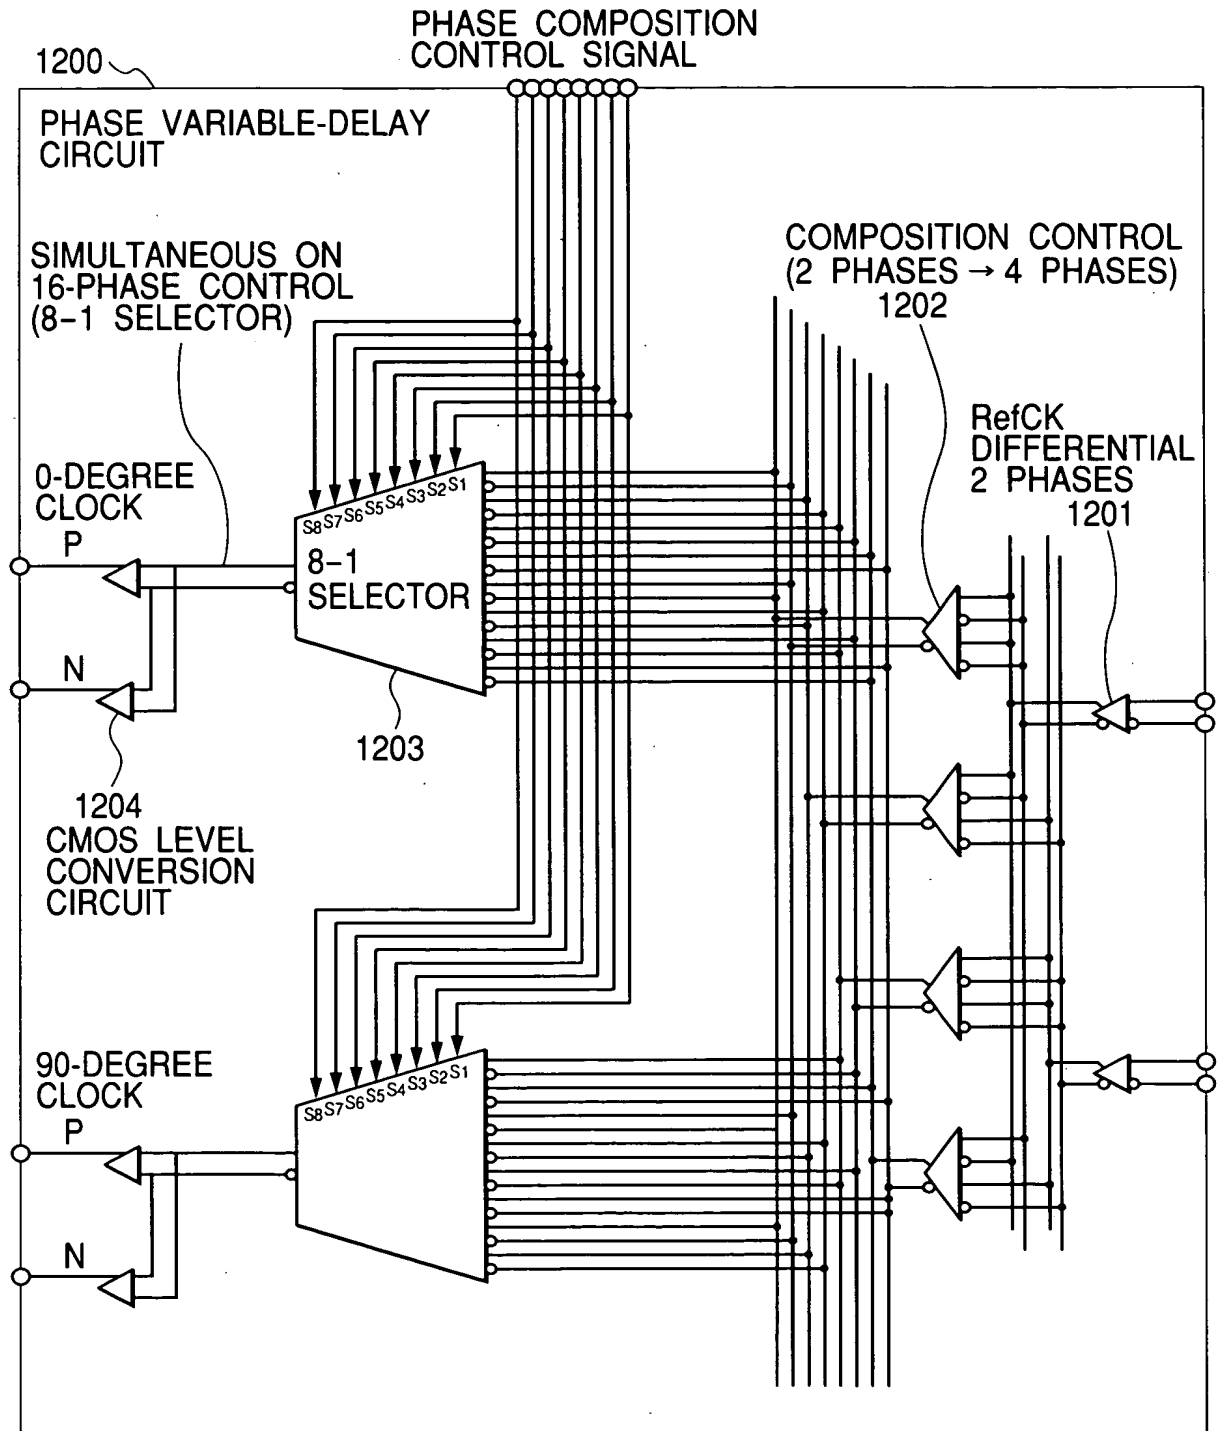 PHASE COMPOSITION
CONTROL SIGNAL
1200
PHASE VARIABLE-DELAY
CIRCUIT
SIMULTANEOUS ON
16-PHASE CONTROL
(8-1 SELECTOR)
COMPOSITION CONTROL
(2 PHASES → 4 PHASES)
1202
RefCK
DIFFERENTIAL
2 PHASES
1201
0-DEGREE
CLOCK
P
S8 S7 S6 S5 S4 S3 S2 S1
8-1
SELECTOR
N
1203
1204
CMOS LEVEL
CONVERSION
CIRCUIT
90-DEGREE
CLOCK
P
S8 S7 S6 S5 S4 S3 S2 S1
N